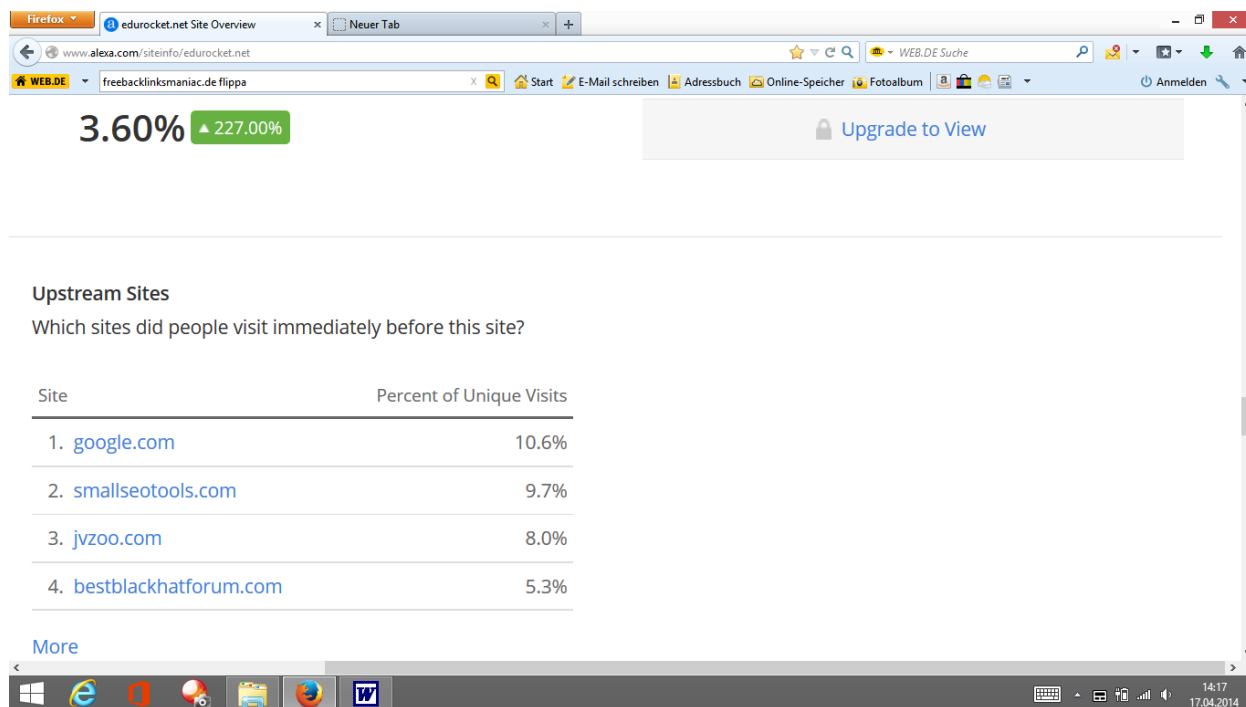 Firefox
edurocket.net Site Overview
Neuer Tab
www.alexa.com/siteinfo/edurocket.net
WEB.DE Suche
WEB.DE
freebacklinksmaniac.de flippa
Start
E-Mail schreiben
Adressbuch
Online-Speicher
Fotoalbum
Anmelden
3.60% 227.00%
Upgrade to View
Upstream Sites
Which sites did people visit immediately before this site?
Site Percent of Unique Visits
1. google.com 10.6%
2. smallseotools.com 9.7%
3. jvzoo.com 8.0%
4. bestblackhatforum.com 5.3%
More
14:17
17.04.2014